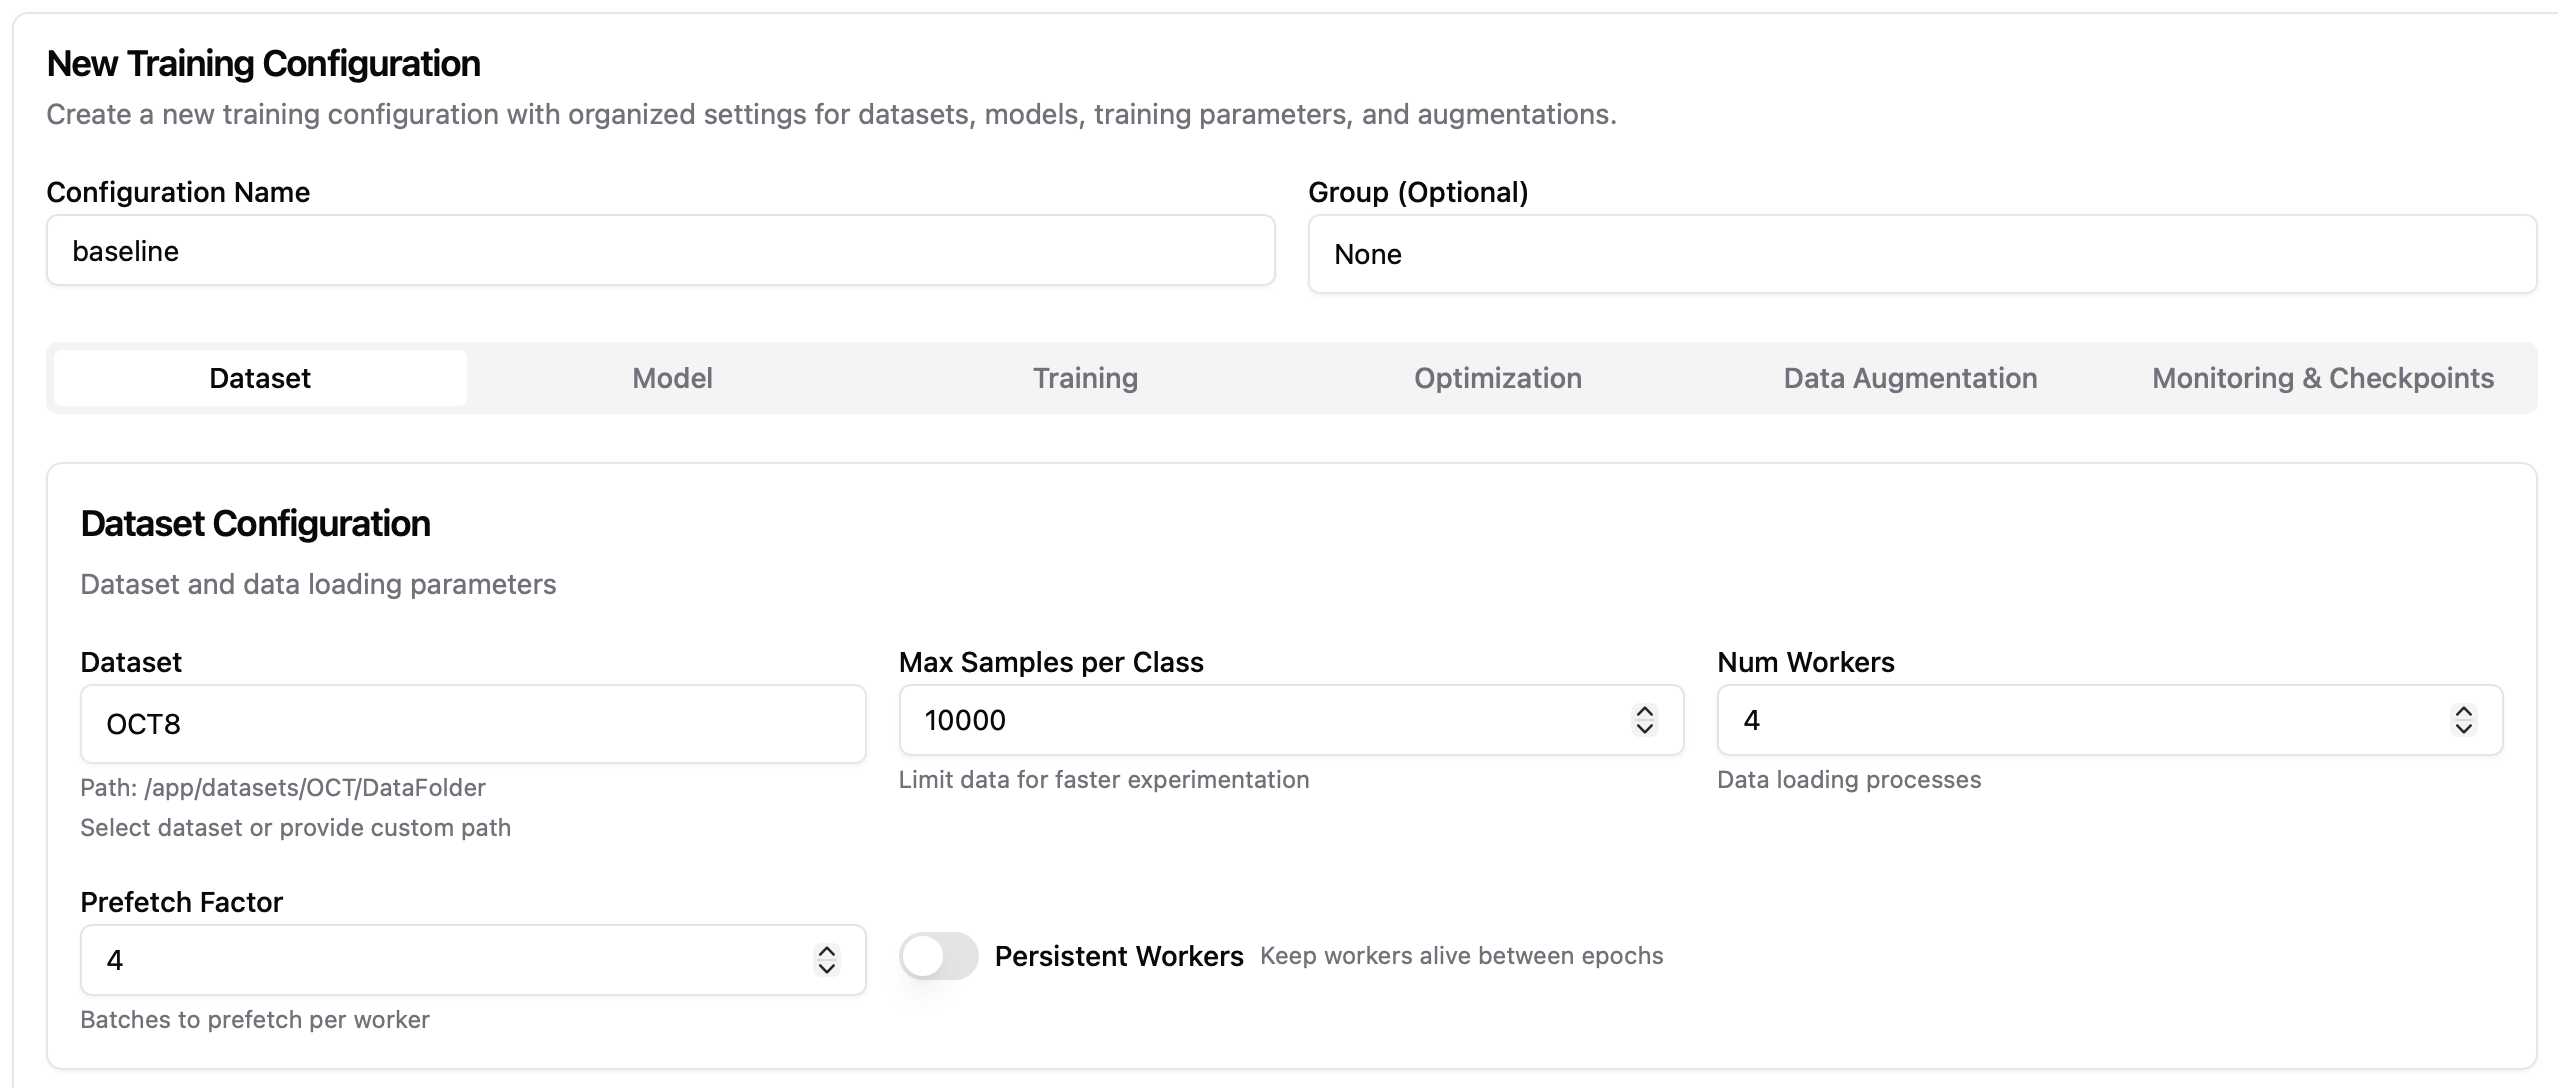 New Training Configuration
Create a new training configuration with organized settings for datasets, models, training parameters, and augmentations.
Configuration Name
baseline
Group (Optional)
None
Dataset
Model
Training
Optimization
Data Augmentation
Monitoring & Checkpoints
Dataset Configuration
Dataset and data loading parameters
Dataset
OCT8
Path: /app/datasets/OCT/DataFolder
Select dataset or provide custom path
Max Samples per Class
10000
Limit data for faster experimentation
Num Workers
4
Data loading processes
Prefetch Factor
4
Batches to prefetch per worker
Persistent Workers Keep workers alive between epochs